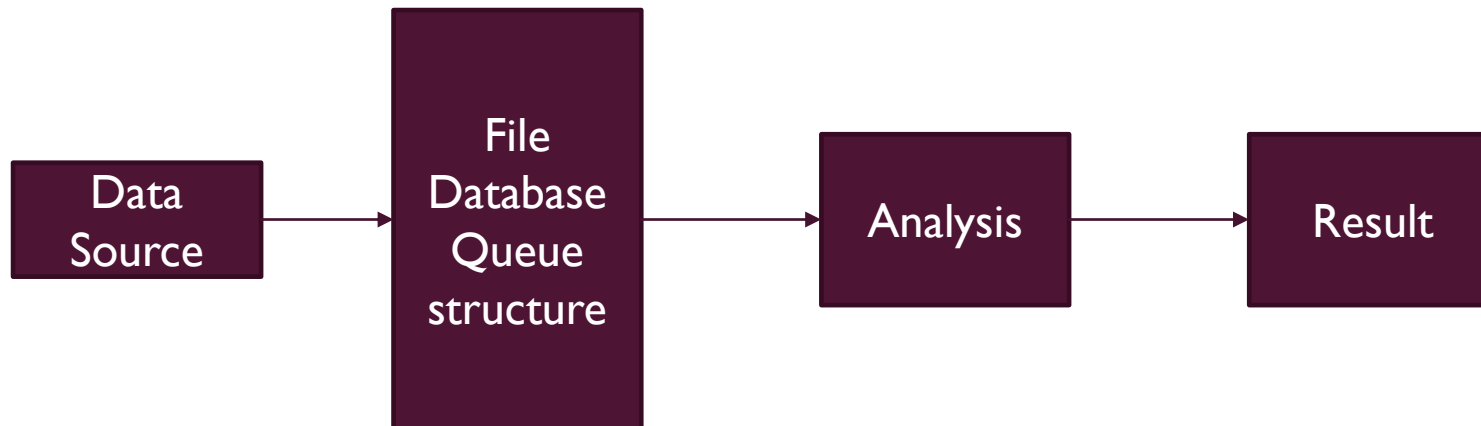 Data
Source
File
Database
Queue
structure
Analysis
Result